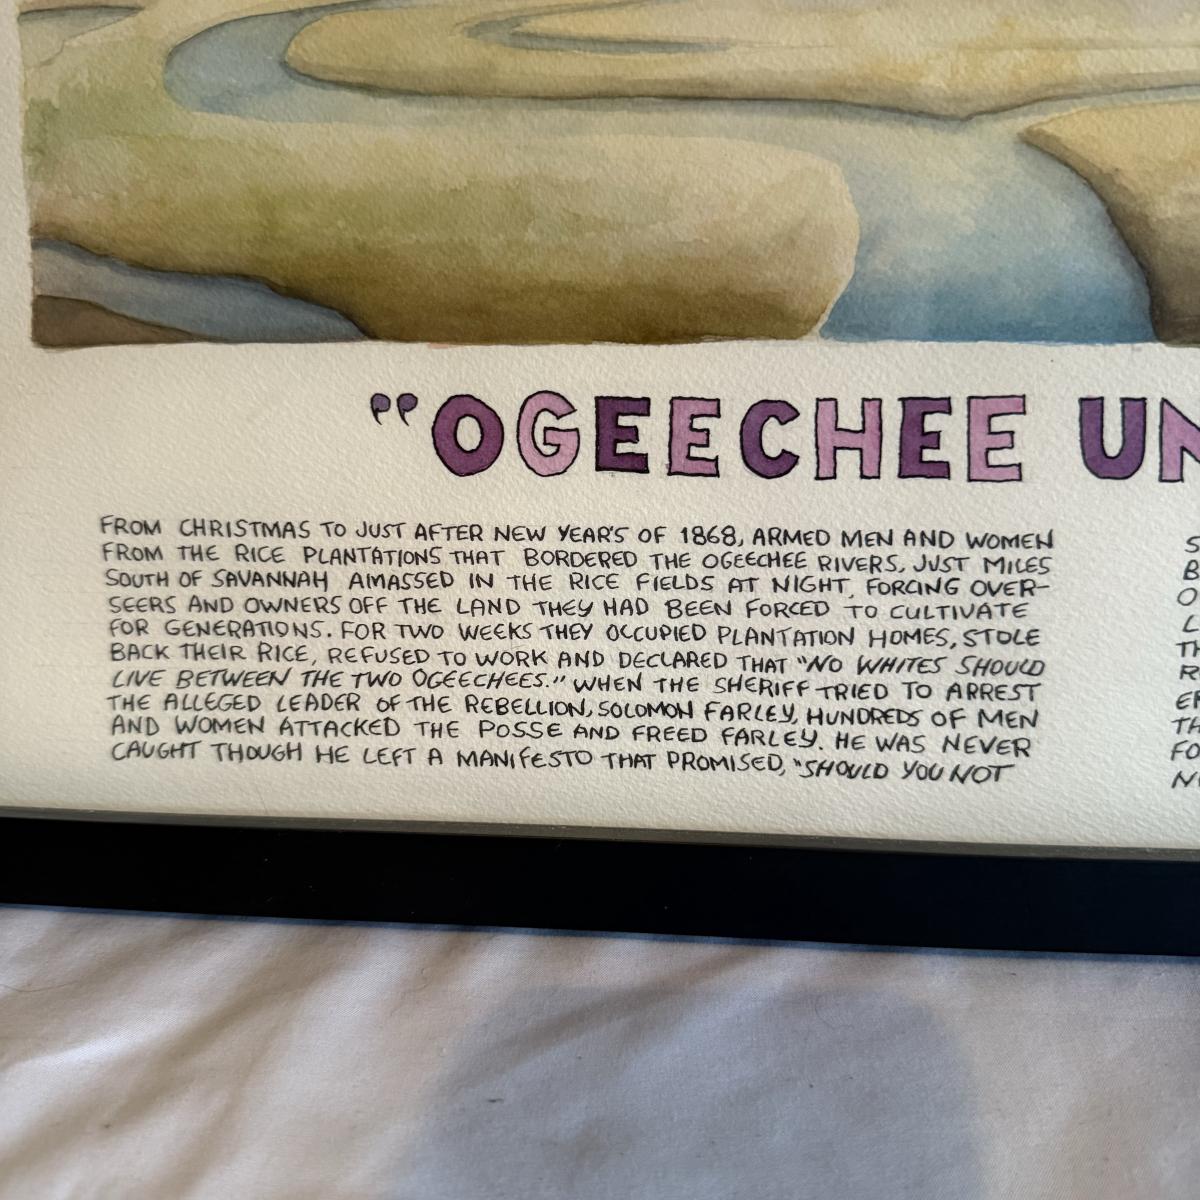 "OGEECHEE UN
FROM CHRISTMAS TO JUST AFTER NEW YEAR'S OF 1868, ARMED MEN AND WOMEN
FROM THE RICE PLANTATIONS THAT BORDERED THE OGEECHEE RIVERS, JUST MILES
SOUTH OF SAVANNAH AMASSED IN THE RICE FIELDS AT NIGHT, FORCING OVER-
SEERS AND OWNERS OFF THE LAND THEY HAD BEEN FORCED TO CULTIVATE
FOR GENERATIONS. FOR TWO WEEKS THEY OCCUPIED PLANTATION HOMES, STOLE
BACK THEIR RICE, REFUSED TO WORK AND DECLARED THAT "NO WHITES SHOULD
LIVE BETWEEN THE TWO OGEECHEES." WHEN THE SHERIFF TRIED TO ARREST
THE ALLEGED LEADER OF THE REBELLION, SOLOMON FARLEY, HUNDREDS OF MEN
AND WOMEN ATTACKED THE POSSE AND FREED FARLEY. HE WAS NEVER
CAUGHT THOUGH HE LEFT A MANIFESTO THAT PROMISED, "SHOULD YOU NOT